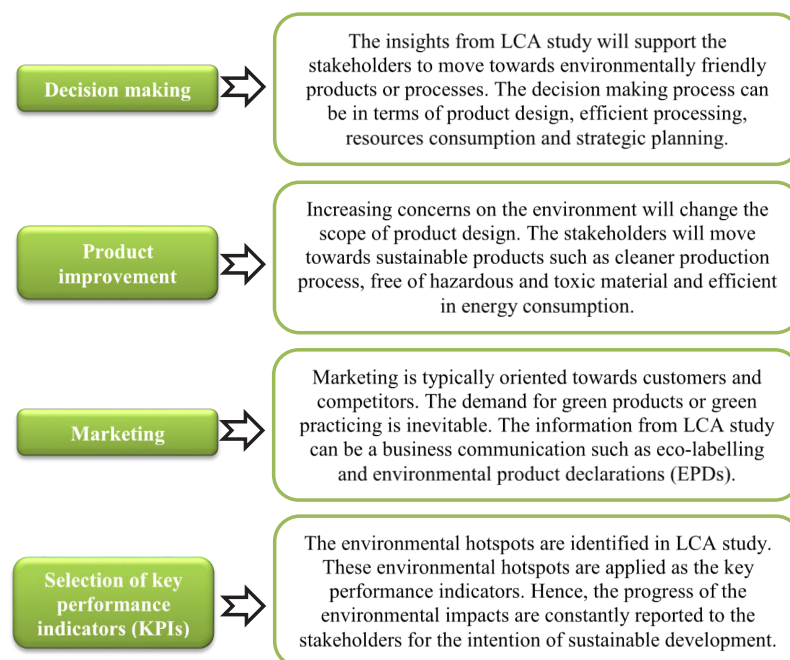 Decision making
The insights from LCA study will support the
stakeholders to move towards environmentally friendly
products or processes. The decision making process can
be in terms of product design, efficient processing,
resources consumption and strategic planning.
Product
improvement
Increasing concerns on the environment will change the
scope of product design. The stakeholders will move
towards sustainable products such as cleaner production
process, free of hazardous and toxic material and efficient
in energy consumption.
Marketing
Marketing is typically oriented towards customers and
competitors. The demand for green products or green
practicing is inevitable. The information from LCA study
can be a business communication such as eco-labelling
and environmental product declarations (EPDs).
Selection of key
performance
indicators (KPIs)
The environmental hotspots are identified in LCA study.
These environmental hotspots are applied as the key
performance indicators. Hence, the progress of the
environmental impacts are constantly reported to the
stakeholders for the intention of sustainable development.